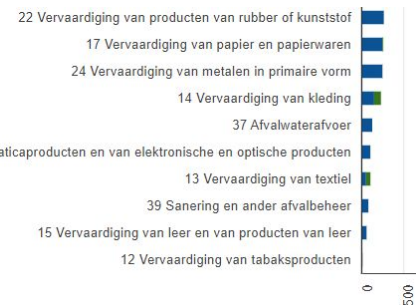 22 Vervaardiging van producten van rubber of kunststof
17 Vervaardiging van papier en papierwaren
24 Vervaardiging van metalen in primaire vorm
14 Vervaardiging van kleding
37 Afvalwaterafvoer
aticaproducten en van elektronische en optische producten
13 Vervaardiging van textiel
39 Sanering en ander afvalbeheer
15 Vervaardiging van leer en van producten van leer
12 Vervaardiging van tabaksproducten
0
500